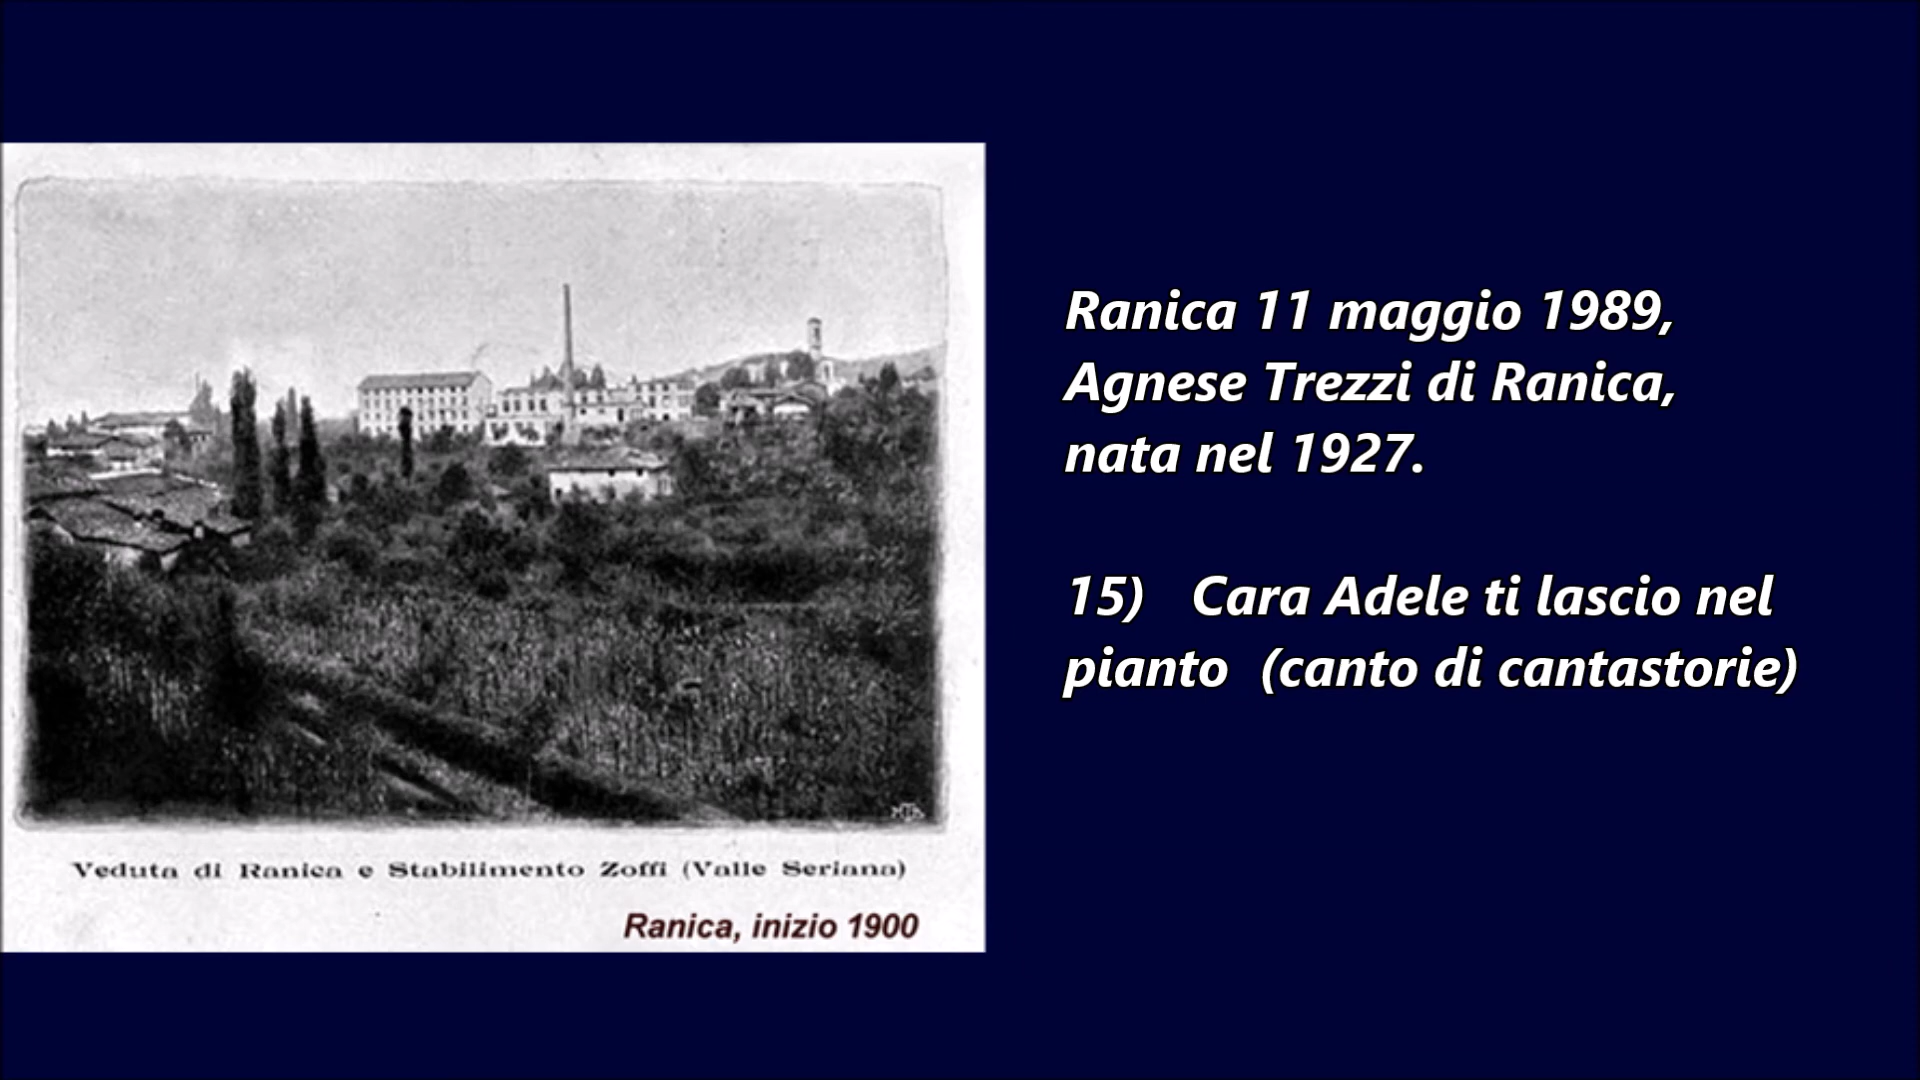 Ranica 11 maggio 1989,
Agnese Trezzi di Ranica,
nata nel 1927.
15) Cara Adele ti lascio nel
pianto (canto di cantastorie)
Veduta di Ranica e Stabilimento Zoffi (Valle Seriana)
Ranica, inizio 1900